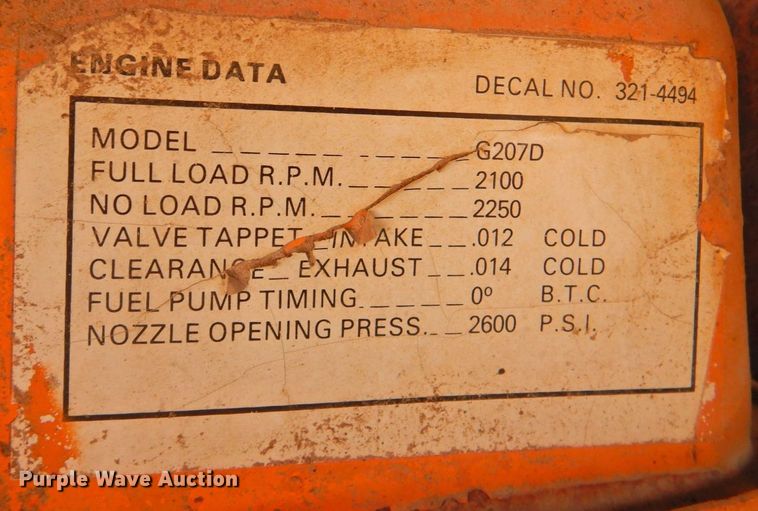 ENGINE DATA
DECAL NO. 321-4494
MODEL _ _ _ _ _ _ _ _ _ _ G207D
FULL LOAD R.P.M. _ _ _ _ _ 2100
NO LOAD R.P.M. _ _ _ _ _ _ 2250
VALVE TAPPET _ INTAKE _ _ .012 COLD
CLEARANCE _ _ EXHAUST _ _ .014 COLD
FUEL PUMP TIMING _ _ _ _ _ 0º B.T.C.
NOZZLE OPENING PRESS. _ _ 2600 P.S.I.
Purple Wave Auction